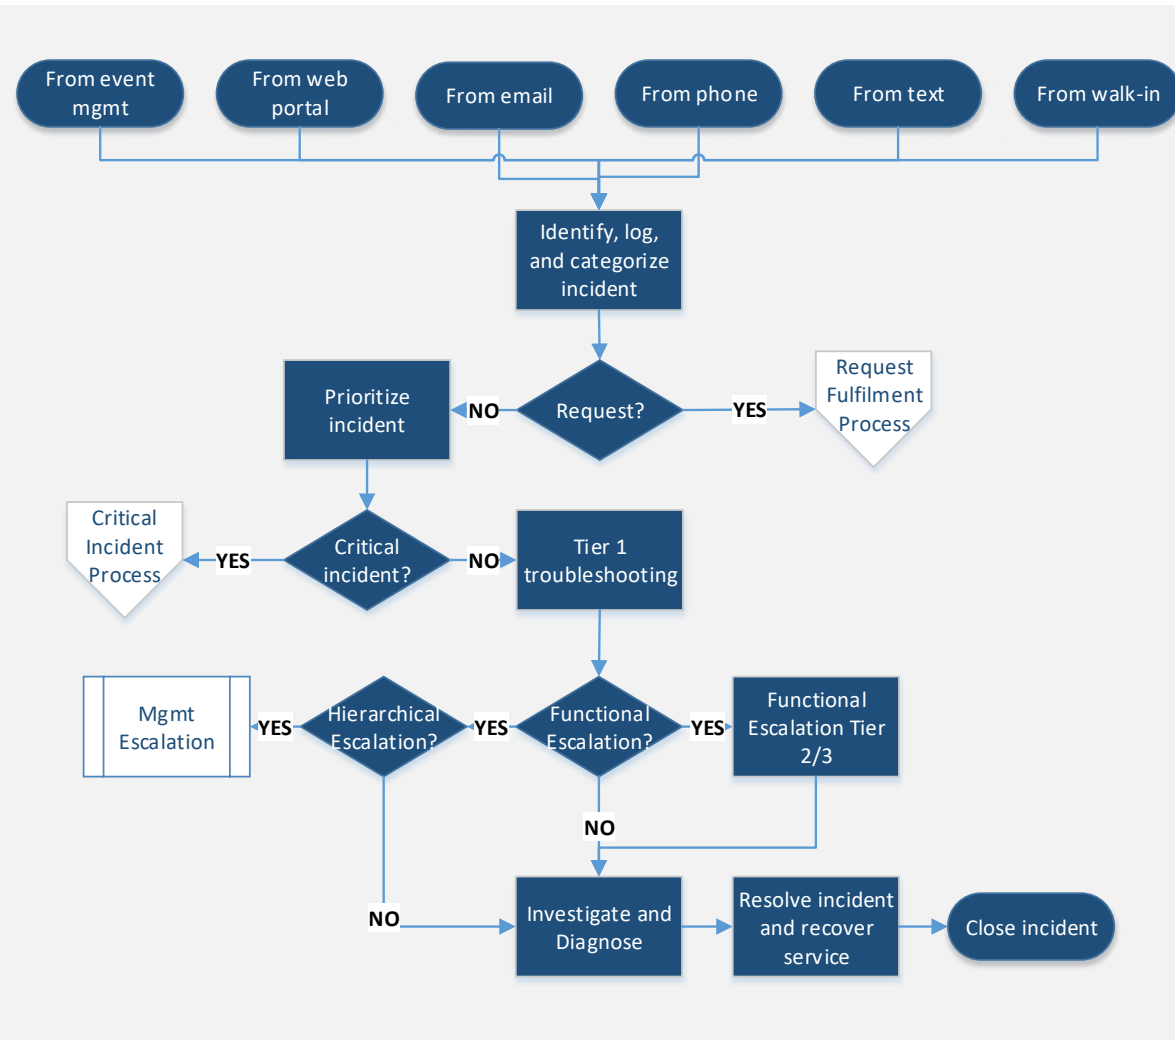 From event
mgmt
From web
portal
From email
From phone
From text
From walk-in
Identify, log,
and categorize
incident
Prioritize
incident
NO
Request?
YES
Request
Fulfilment
Process
Critical
Incident
Process
YES
Critical
incident?
NO
Tier 1
troubleshooting
Mgmt
Escalation
YES
Hierarchical
Escalation?
YES
Functional
Escalation?
YES
Functional
Escalation Tier
2/3
NO
NO
Investigate and
Diagnose
Resolve incident
and recover
service
Close incident